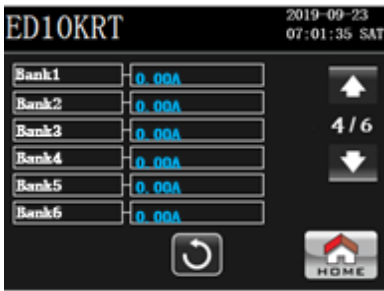 ED10KRT
2019-09-23
07:01:35 SAT
Bank1 0.00A
Bank2 0.00A
Bank3 0.00A
4/6
Bank4 0.00A
Bank5 0.00A
Bank6 0.00A
HOME